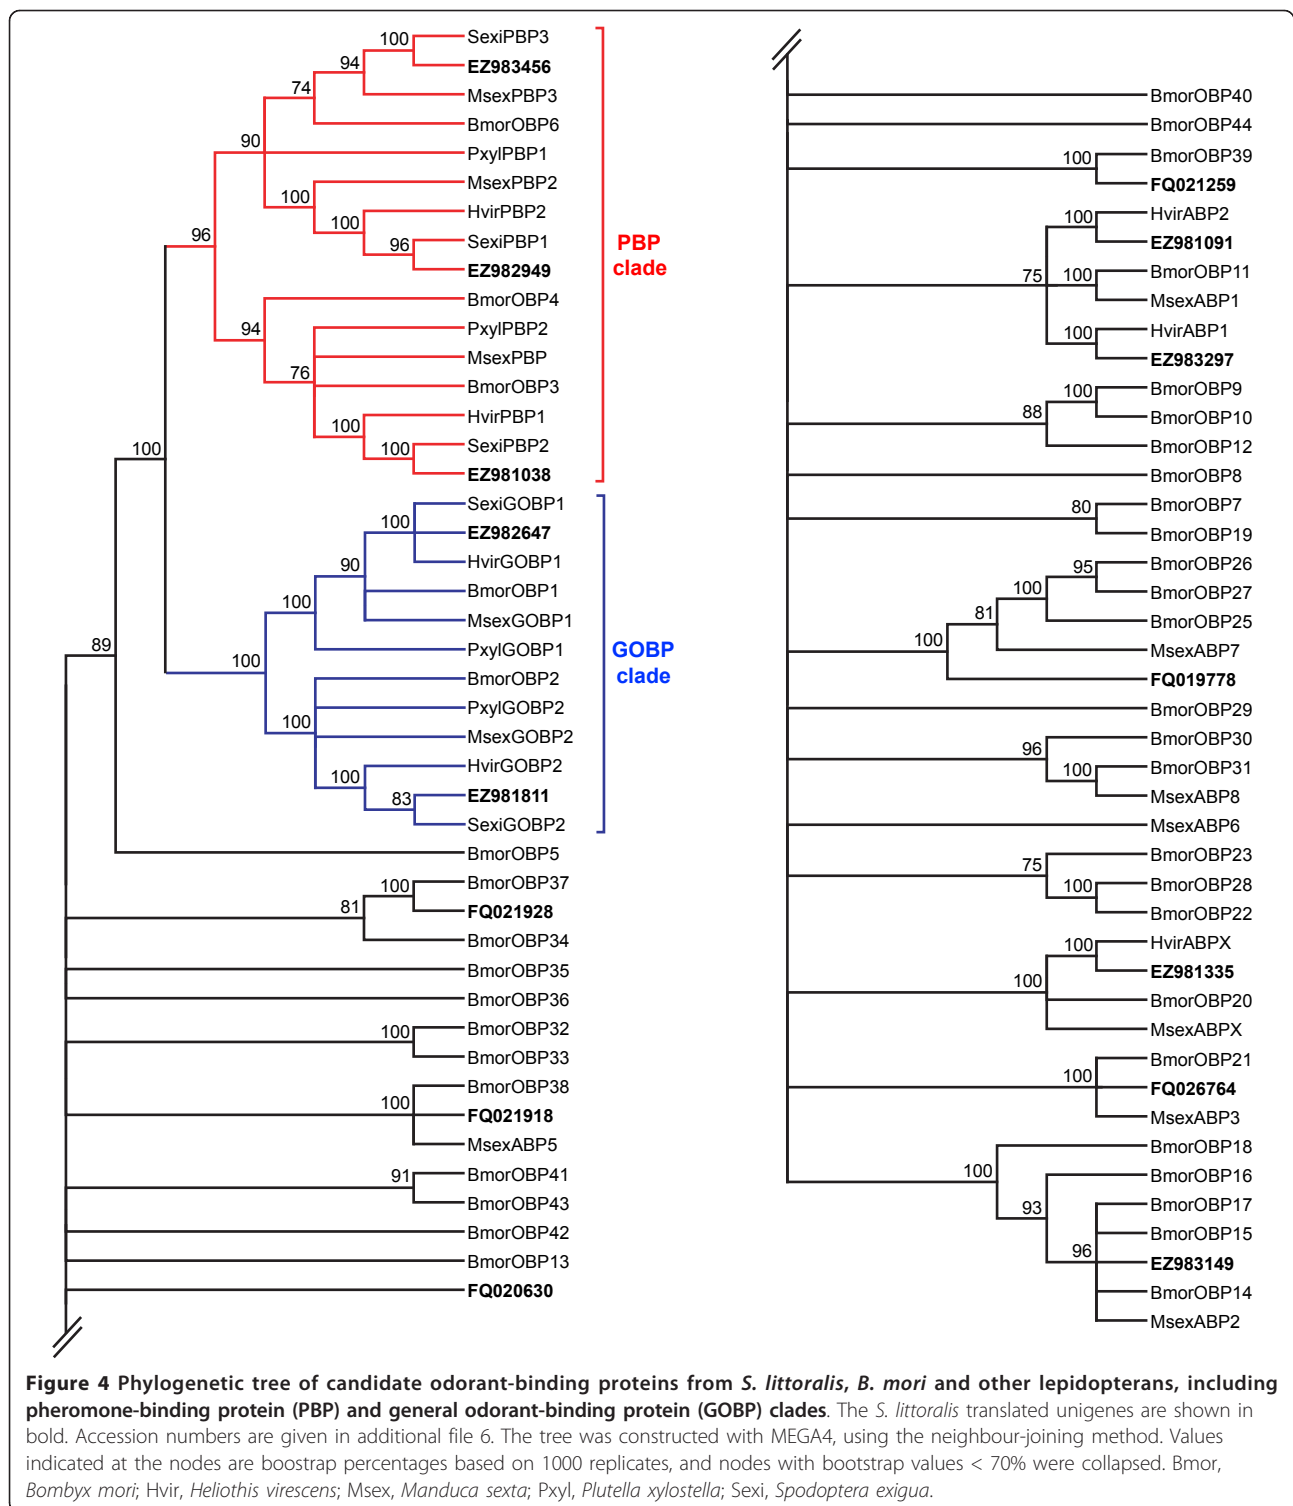 100
SexiPBP3
EZ983456
94
MsexPBP3
74
BmorOBP6
90
PxylPBP1
MsexPBP2
100
HvirPBP2
100
SexiPBP1
96
EZ982949
96
PBP
clade
BmorOBP4
94
PxylPBP2
MsexPBP
76
BmorOBP3
HvirPBP1
100
SexiPBP2
100
EZ981038
100
SexiGOBP1
100
EZ982647
HvirGOBP1
90
BmorOBP1
100
MsexGOBP1
PxylGOBP1
89
100
GOBP
clade
BmorOBP2
PxylGOBP2
100
MsexGOBP2
HvirGOBP2
100
EZ981811
83
SexiGOBP2
BmorOBP5
BmorOBP37
100
FQ021928
81
BmorOBP34
BmorOBP35
BmorOBP36
BmorOBP32
100
BmorOBP33
BmorOBP38
100
FQ021918
MsexABP5
BmorOBP41
91
BmorOBP43
BmorOBP42
BmorOBP13
FQ020630
BmorOBP40
BmorOBP44
BmorOBP39
100
FQ021259
HvirABP2
100
EZ981091
75
BmorOBP11
100
MsexABP1
HvirABP1
100
EZ983297
BmorOBP9
100
BmorOBP10
88
BmorOBP12
BmorOBP8
BmorOBP7
80
BmorOBP19
BmorOBP26
95
BmorOBP27
100
BmorOBP25
81
MsexABP7
100
FQ019778
BmorOBP29
BmorOBP30
96
BmorOBP31
100
MsexABP8
MsexABP6
BmorOBP23
75
BmorOBP28
100
BmorOBP22
HvirABPX
100
EZ981335
100
BmorOBP20
MsexABPX
BmorOBP21
100
FQ026764
MsexABP3
BmorOBP18
100
BmorOBP16
93
BmorOBP17
BmorOBP15
96
EZ983149
BmorOBP14
MsexABP2
Figure 4 Phylogenetic tree of candidate odorant-binding proteins from S. littoralis, B. mori and other lepidopterans, including
pheromone-binding protein (PBP) and general odorant-binding protein (GOBP) clades. The S. littoralis translated unigenes are shown in
bold. Accession numbers are given in additional file 6. The tree was constructed with MEGA4, using the neighbour-joining method. Values
indicated at the nodes are boostrap percentages based on 1000 replicates, and nodes with bootstrap values < 70% were collapsed. Bmor,
Bombyx mori; Hvir, Heliothis virescens; Msex, Manduca sexta; Pxyl, Plutella xylostella; Sexi, Spodoptera exigua.